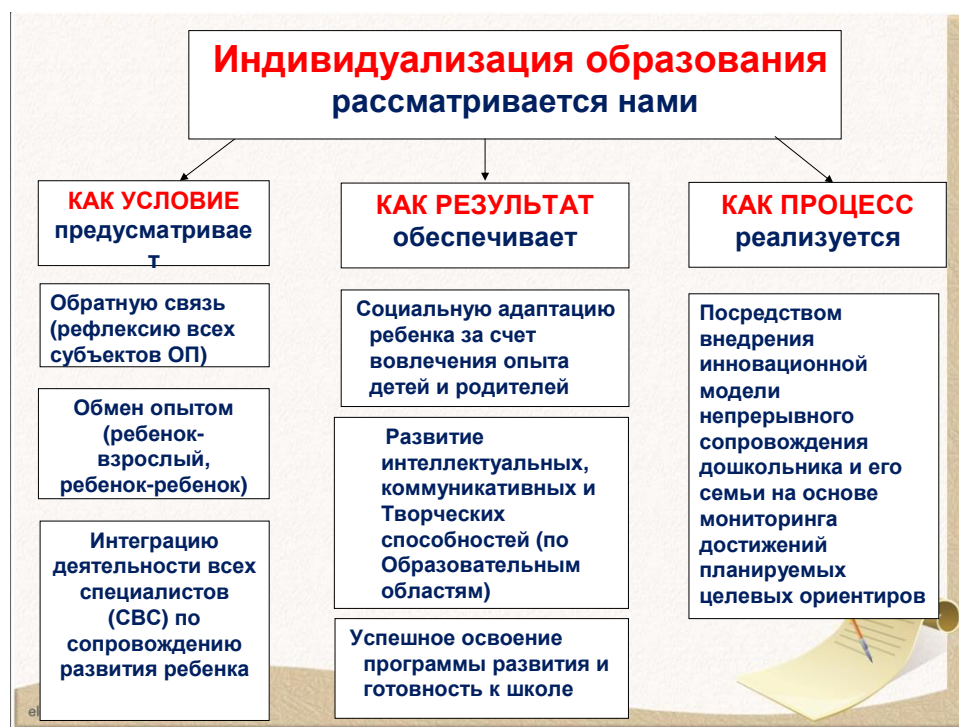 Индивидуализация образования
рассматривается нами
КАК УСЛОВИЕ
предусматривае
т
Обратную связь
(рефлексию всех
субъектов ОП)
Обмен опытом
(ребенок-
взрослый,
ребенок-ребенок)
Интеграцию
деятельности всех
специалистов
(СВС) по
сопровождению
развития ребенка
КАК РЕЗУЛЬТАТ
обеспечивает
Социальную адаптацию
ребенка за счет
вовлечения опыта
детей и родителей
Развитие
интеллектуальных,
коммуникативных и
Творческих
способностей (по
Образовательным
областям)
Успешное освоение
программы развития и
готовность к школе
КАК ПРОЦЕСС
реализуется
Посредством
внедрения
инновационной
модели
непрерывного
сопровождения
дошкольника и его
семьи на основе
мониторинга
достижений
планируемых
целевых ориентиров